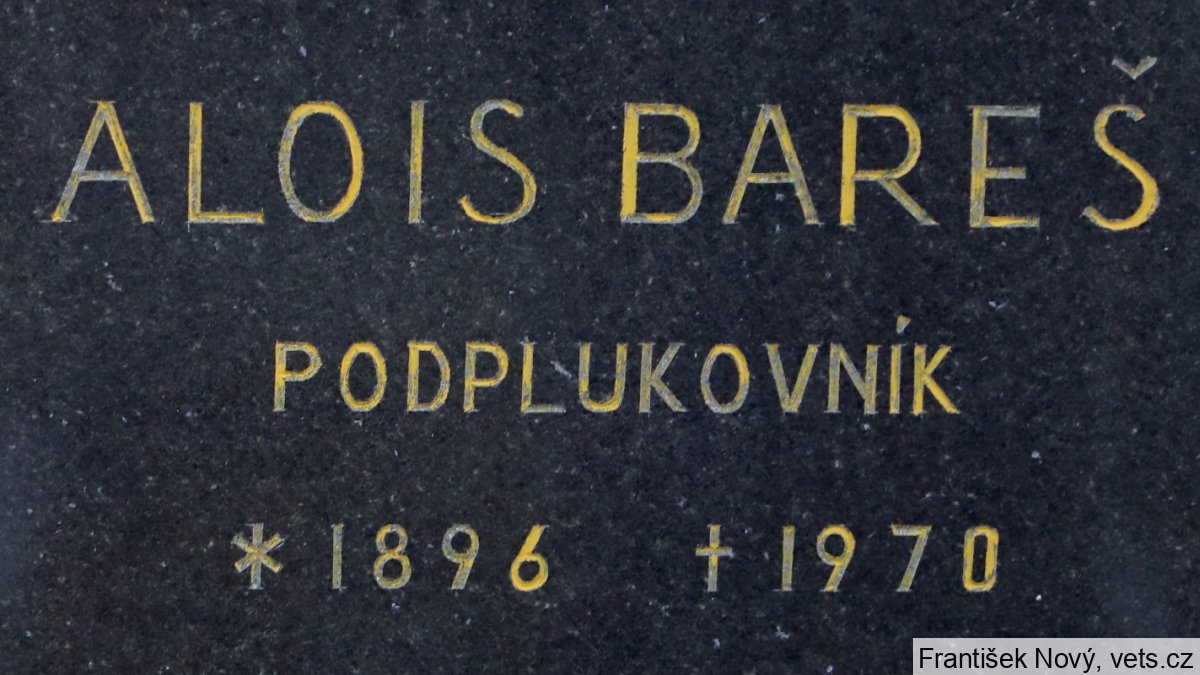 ALOIS BAREŠ
PODPLUKOVNÍK
* 1896 † 1970
František Nový, vets.cz